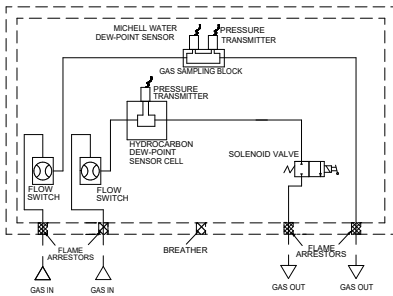 MICHELL WATER
DEW-POINT SENSOR
PRESSURE
TRANSMITTER
GAS SAMPLING BLOCK
PRESSURE
TRANSMITTER
HYDROCARBON
DEW-POINT
SENSOR CELL
SOLENOID VALVE
FLOW
SWITCH
FLOW
SWITCH
FLAME
ARRESTORS
BREATHER
FLAME
ARRESTORS
GAS IN
GAS IN
GAS OUT
GAS OUT